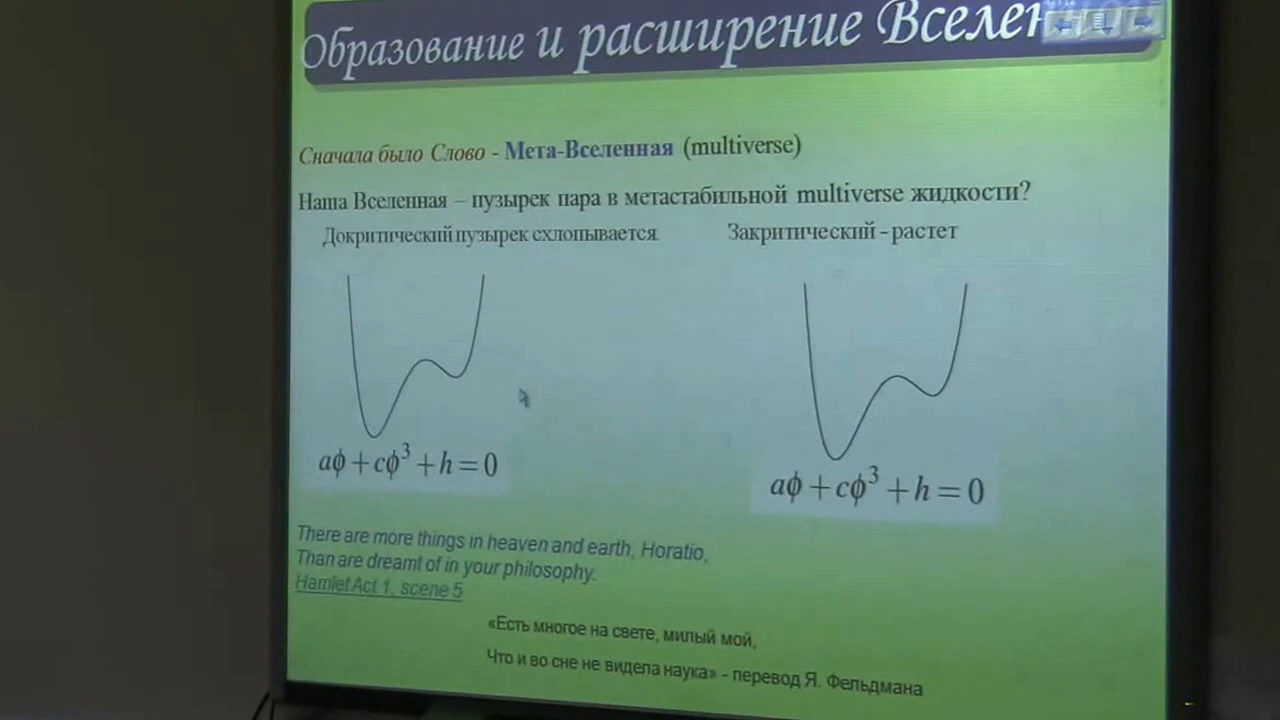 Образование и расширение
Сначала было Слово - Мета-Вселенная (multiverse)
Наша Вселенная – пузырек пара в метастабильной multiverse жидкости?
Докритический пузырек схлопывается.
Закритический - растет
aϕ + cϕ³ + h = 0
aϕ + cϕ³ + h = 0
There are more things in heaven and earth, Horatio,
Than are dreamt of in your philosophy.
Hamlet Act 1, scene 5
«Есть многое на свете, милый мой,
Что и во сне не видела наука» - перевод Я. Фельдмана